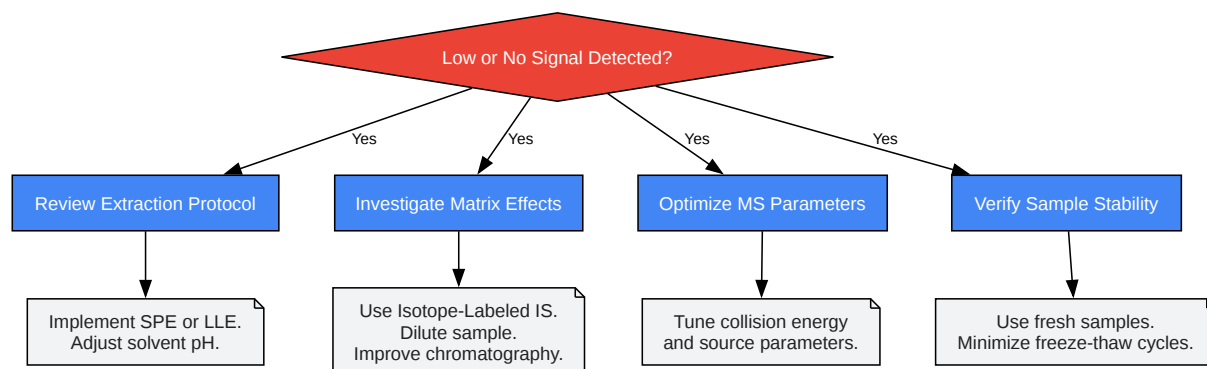 Low or No Signal Detected?
Yes
Yes
Yes
Yes
Review Extraction Protocol
Investigate Matrix Effects
Optimize MS Parameters
Verify Sample Stability
Implement SPE or LLE.
Adjust solvent pH.
Use Isotope-Labeled IS.
Dilute sample.
Improve chromatography.
Tune collision energy
and source parameters.
Use fresh samples.
Minimize freeze-thaw cycles.